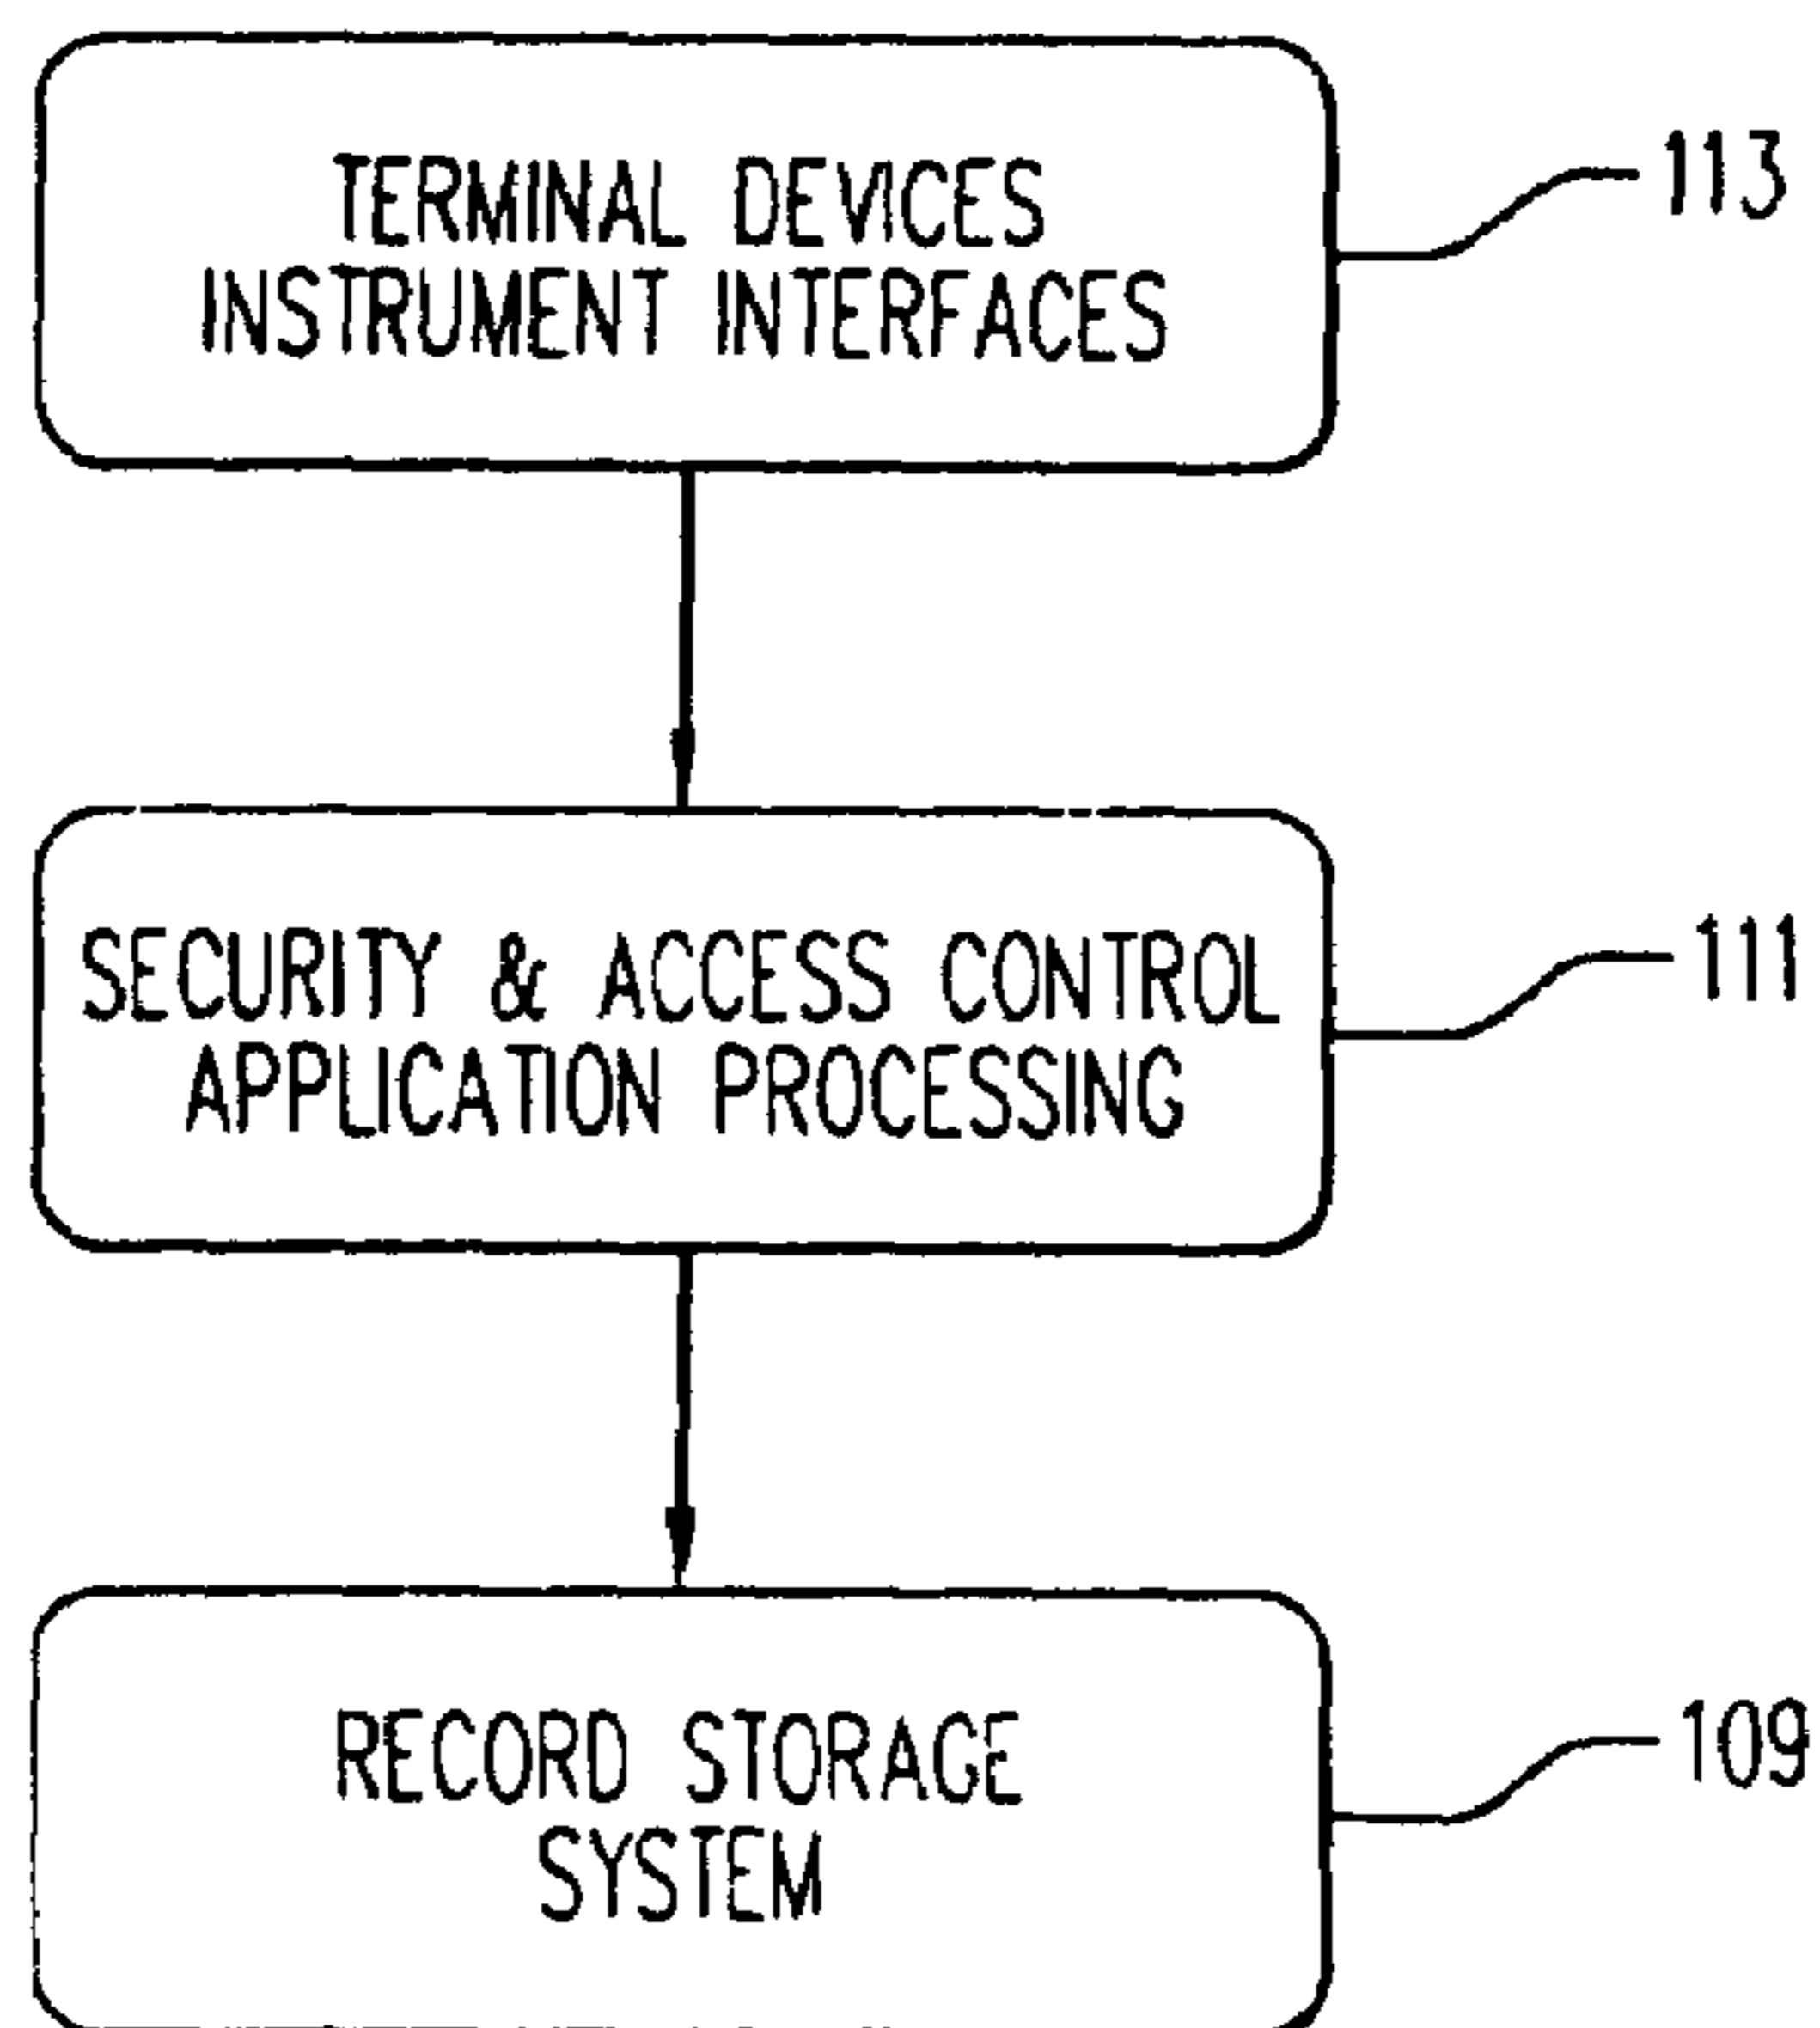 TERMINAL DEVICES
INSTRUMENT INTERFACES
113
SECURITY & ACCESS CONTROL
APPLICATION PROCESSING
111
RECORD STORAGE
SYSTEM
109